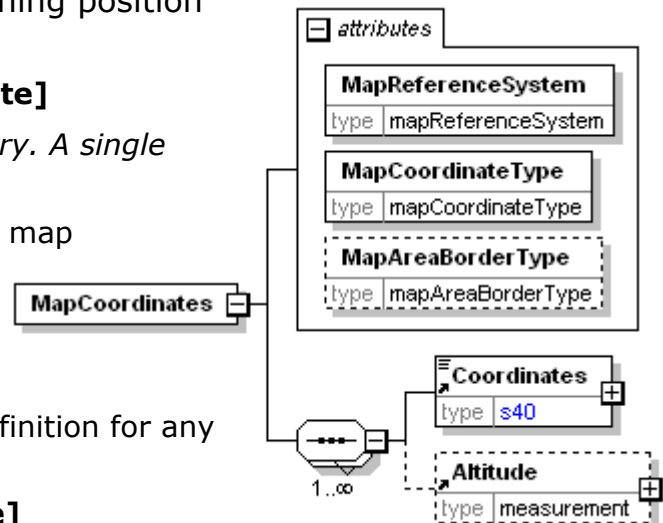 ning position
te]
ry. A single
map
finition for any
e]
attributes
MapReferenceSystem
type mapReferenceSystem
MapCoordinateType
type mapCoordinateType
MapAreaBorderType
type mapAreaBorderType
MapCoordinates
1..∞
Coordinates
type s40
Altitude
type measurement